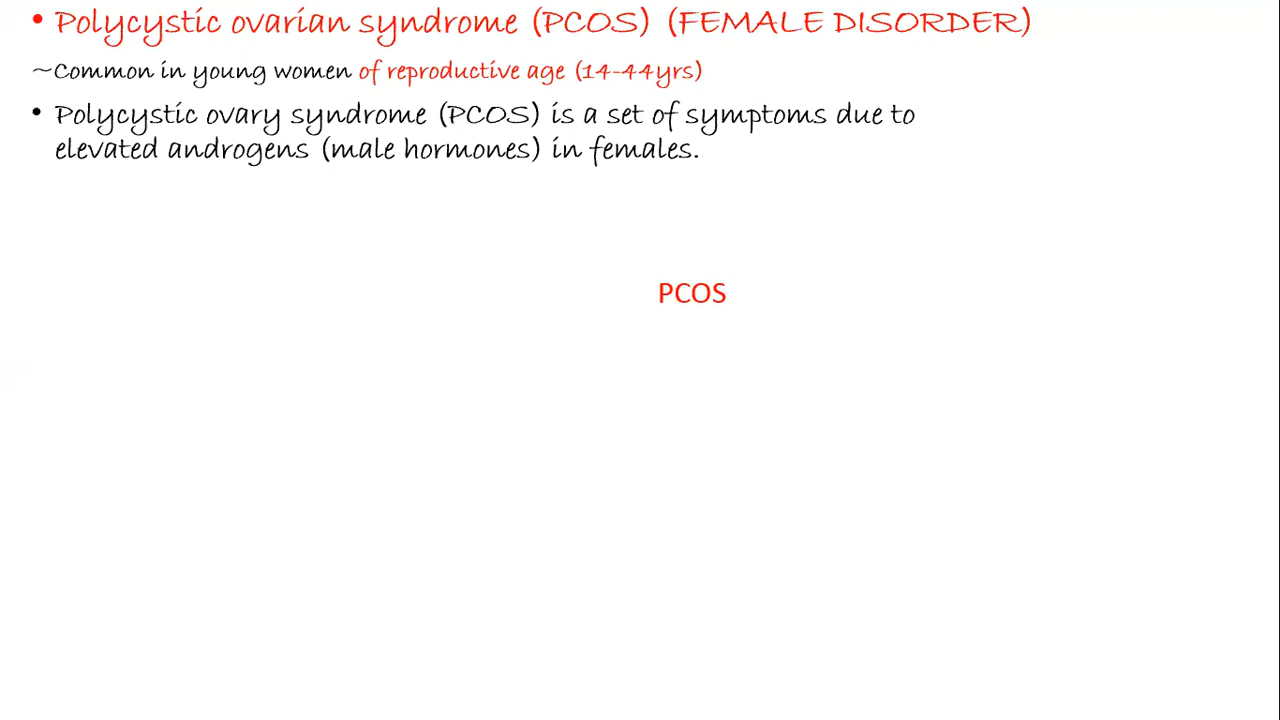 • Polycystic ovarian syndrome (PCOS) (FEMALE DISORDER)
~Common in young women of reproductive age (14-44yrs)
• Polycystic ovary syndrome (PCOS) is a set of symptoms due to
elevated androgens (male hormones) in females.
PCOS